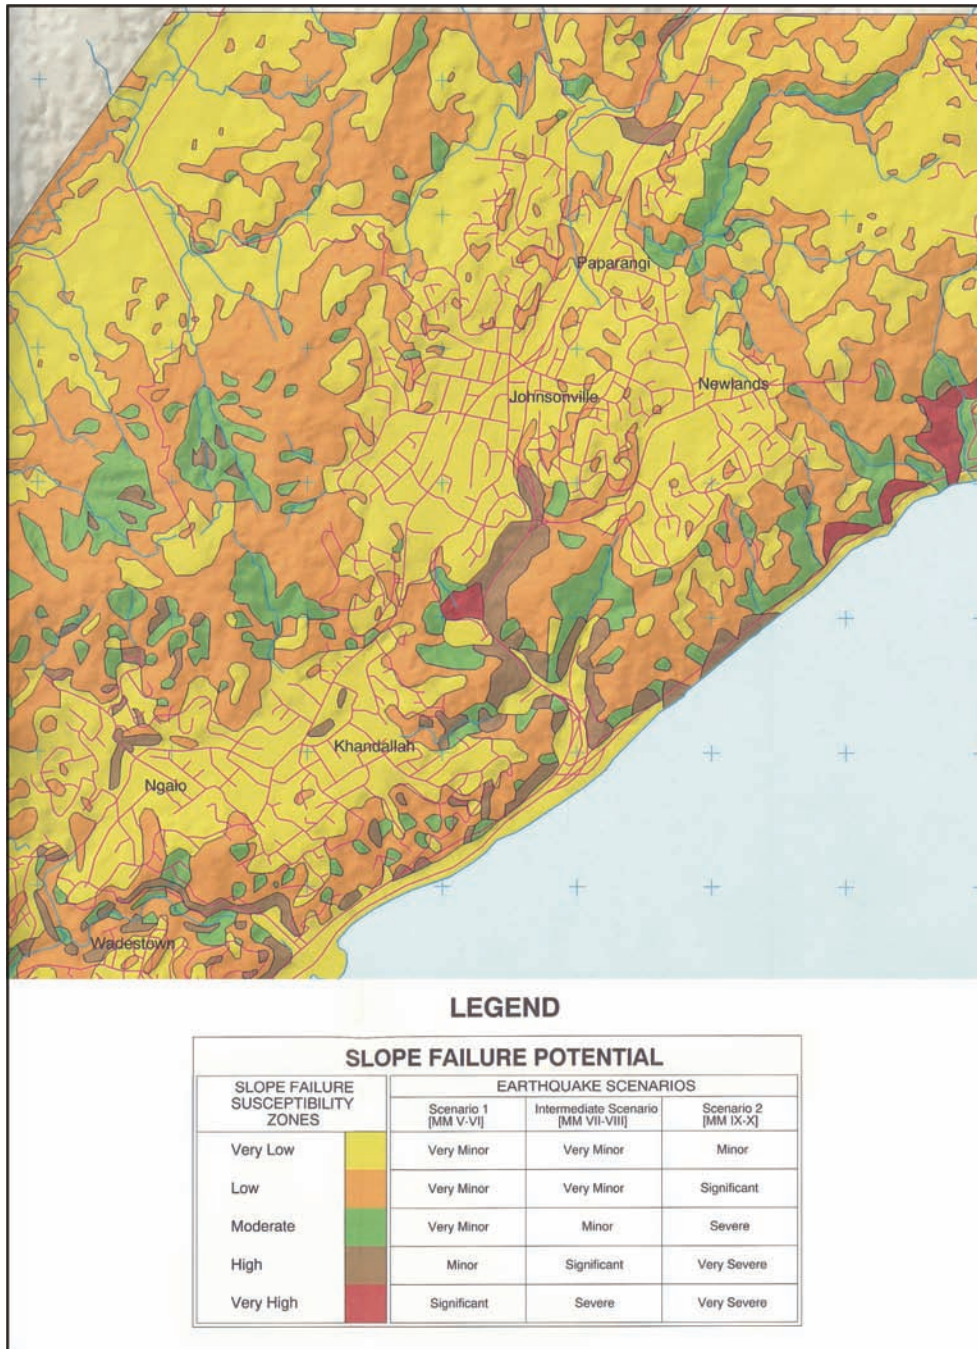 Paparangi
Newlands
Johnsonville
Khandallah
Ngaio
Wadestown
LEGEND
SLOPE FAILURE POTENTIAL
SLOPE FAILURE
SUSCEPTIBILITY
ZONES
EARTHQUAKE SCENARIOS
Scenario 1
[MM V-VI]
Intermediate Scenario
[MM VII-VIII]
Scenario 2
[MM IX-X]
Very Low
Very Minor
Very Minor
Minor
Low
Very Minor
Very Minor
Significant
Moderate
Very Minor
Minor
Severe
High
Minor
Significant
Very Severe
Very High
Significant
Severe
Very Severe